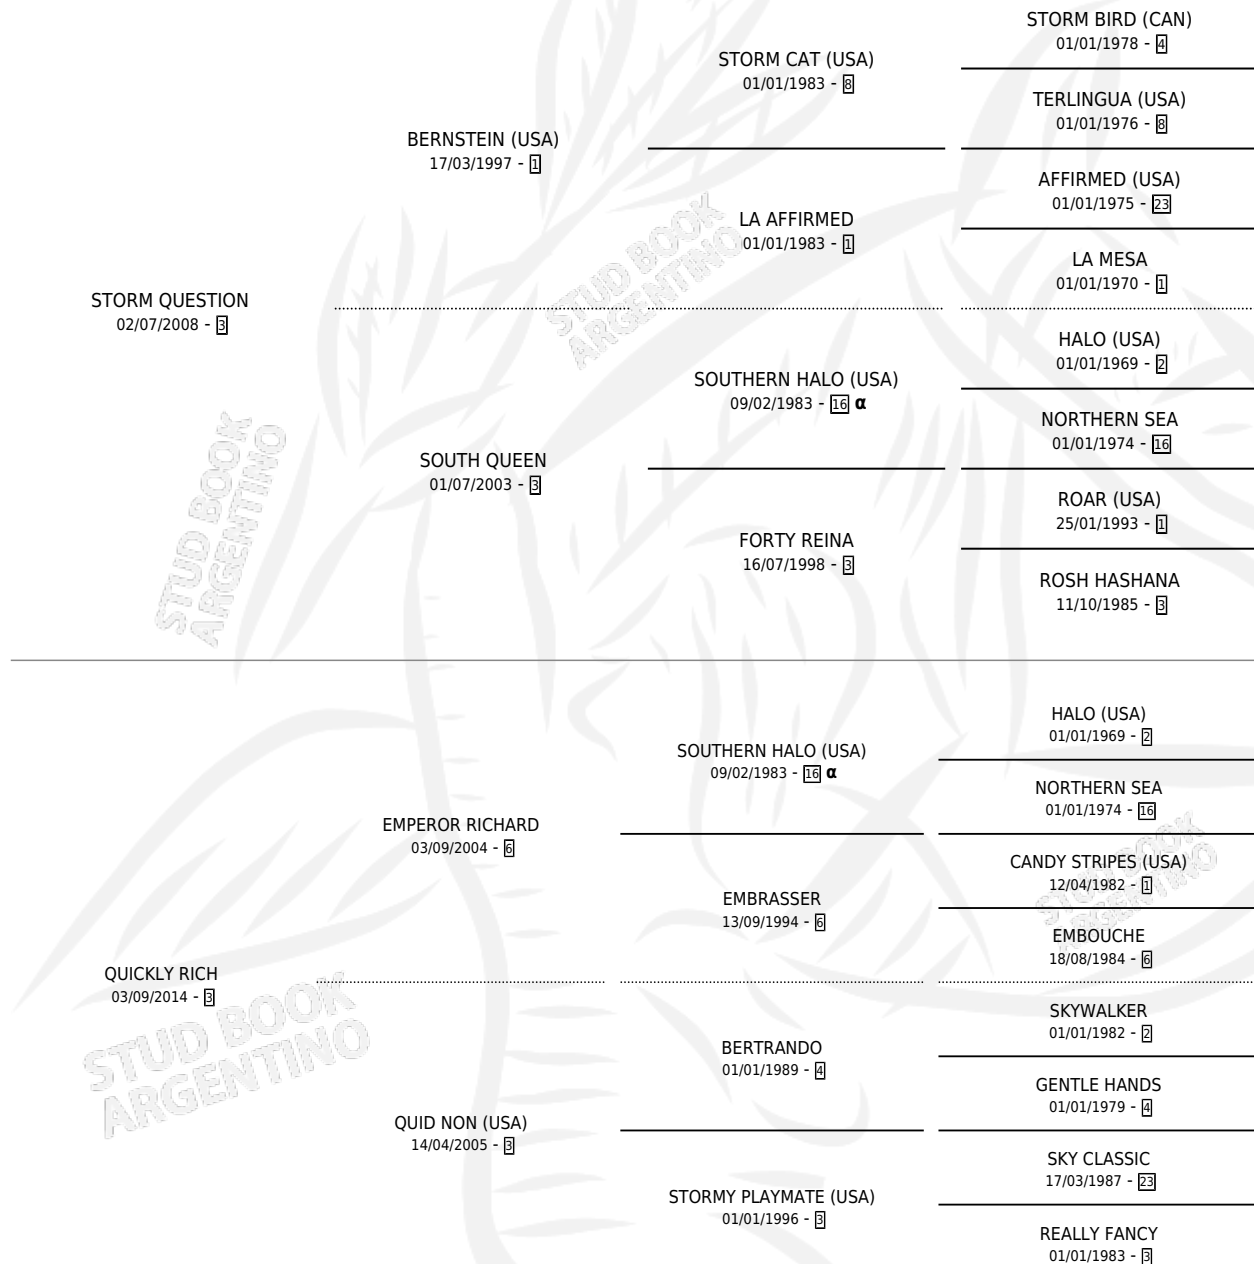 STORM BIRD (CAN)
01/01/1978 - 4
STORM CAT (USA)
01/01/1983 - 8
TERLINGUA (USA)
01/01/1976 - 8
BERNSTEIN (USA)
17/03/1997 - 1
AFFIRMED (USA)
01/01/1975 - 23
LA AFFIRMED
01/01/1983 - 1
LA MESA
01/01/1970 - 1
STORM QUESTION
02/07/2008 - 3
STUD BOOK
ARGENTINO
HALO (USA)
01/01/1969 - 2
SOUTHERN HALO (USA)
09/02/1983 - 16 α
NORTHERN SEA
01/01/1974 - 16
SOUTH QUEEN
01/07/2003 - 3
ROAR (USA)
25/01/1993 - 1
FORTY REINA
16/07/1998 - 3
ROSH HASHANA
11/10/1985 - 3
STUD BOOK
ARGENTINO
HALO (USA)
01/01/1969 - 2
SOUTHERN HALO (USA)
09/02/1983 - 16 α
NORTHERN SEA
01/01/1974 - 16
EMPEROR RICHARD
03/09/2004 - 6
CANDY STRIPES (USA)
12/04/1982 - 1
STUD BOOK
ARGENTINO
EMBRASSER
13/09/1994 - 6
EMBOUCHE
18/08/1984 - 6
QUICKLY RICH
03/09/2014 - 3
STUD BOOK
ARGENTINO
SKYWALKER
01/01/1982 - 2
BERTRANDO
01/01/1989 - 4
GENTLE HANDS
01/01/1979 - 4
QUID NON (USA)
14/04/2005 - 3
SKY CLASSIC
17/03/1987 - 23
STORMY PLAYMATE (USA)
01/01/1996 - 3
REALLY FANCY
01/01/1983 - 3